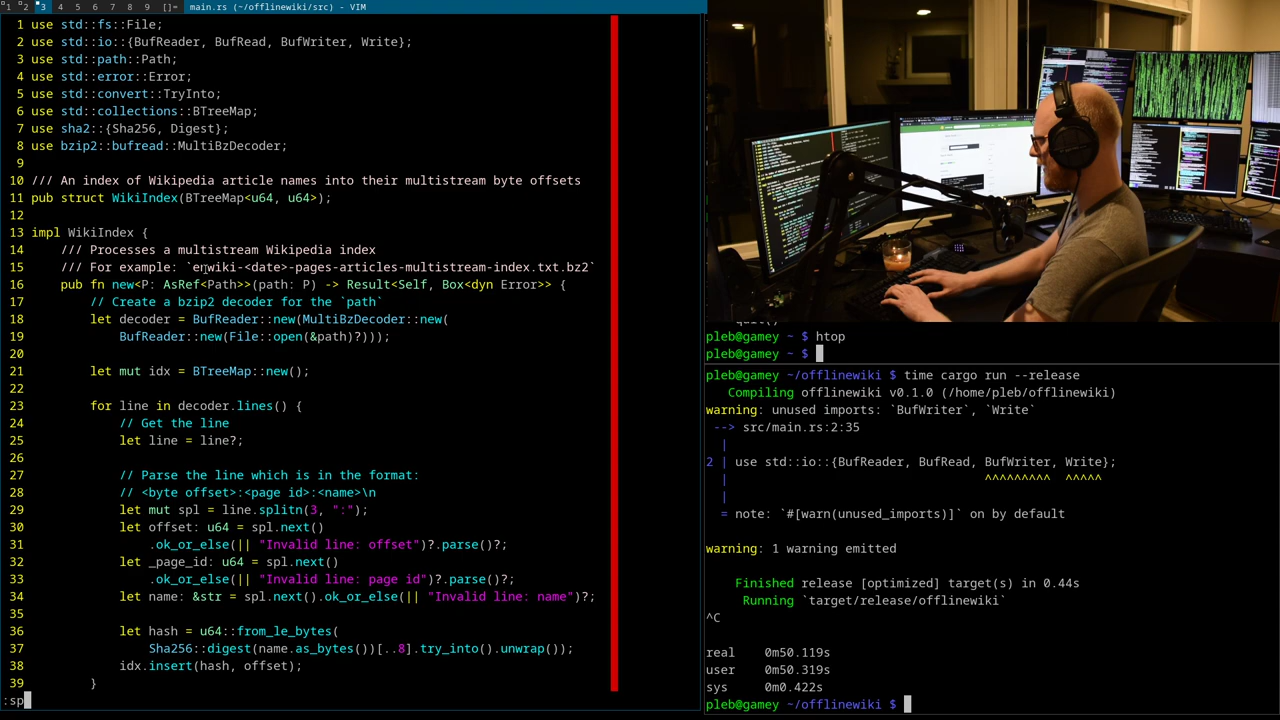 1 2 3 4 5 6 7 8 9 []= main.rs (~/offlinewiki/src) - VIM
1 use std::fs::File;
2 use std::io::{BufReader, BufRead, BufWriter, Write};
3 use std::path::Path;
4 use std::error::Error;
5 use std::convert::TryInto;
6 use std::collections::BTreeMap;
7 use sha2::{Sha256, Digest};
8 use bzip2::bufread::MultiBzDecoder;
9
10 /// An index of Wikipedia article names into their multistream byte offsets
11 pub struct WikiIndex(BTreeMap<u64, u64>);
12
13 impl WikiIndex {
14 /// Processes a multistream Wikipedia index
15 /// For example: `enwiki-<date>-pages-articles-multistream-index.txt.bz2`
16 pub fn new<P: AsRef<Path>>(path: P) -> Result<Self, Box<dyn Error>> {
17 // Create a bzip2 decoder for the `path`
18 let decoder = BufReader::new(MultiBzDecoder::new(
19 BufReader::new(File::open(&path)?)));
20
21 let mut idx = BTreeMap::new();
22
23 for line in decoder.lines() {
24 // Get the line
25 let line = line?;
26
27 // Parse the line which is in the format:
28 // <byte offset>:<page id>:<name>\n
29 let mut spl = line.splitn(3, ":");
30 let offset: u64 = spl.next()
31 .ok_or_else(|| "Invalid line: offset")?.parse()?;
32 let _page_id: u64 = spl.next()
33 .ok_or_else(|| "Invalid line: page id")?.parse()?;
34 let name: &str = spl.next().ok_or_else(|| "Invalid line: name")?;
35
36 let hash = u64::from_le_bytes(
37 Sha256::digest(name.as_bytes())[..8].try_into().unwrap());
38 idx.insert(hash, offset);
39 }
:sp
pleb@gamey ~ $ htop
pleb@gamey ~ $
pleb@gamey ~/offlinewiki $ time cargo run --release
Compiling offlinewiki v0.1.0 (/home/pleb/offlinewiki)
warning: unused imports: `BufWriter`, `Write`
--> src/main.rs:2:35
|
2 | use std::io::{BufReader, BufRead, BufWriter, Write};
| ^^^^^^^^^ ^^^^^
|
= note: `#[warn(unused_imports)]` on by default
warning: 1 warning emitted
Finished release [optimized] target(s) in 0.44s
Running `target/release/offlinewiki`
^C
real 0m50.119s
user 0m50.319s
sys 0m0.422s
pleb@gamey ~/offlinewiki $